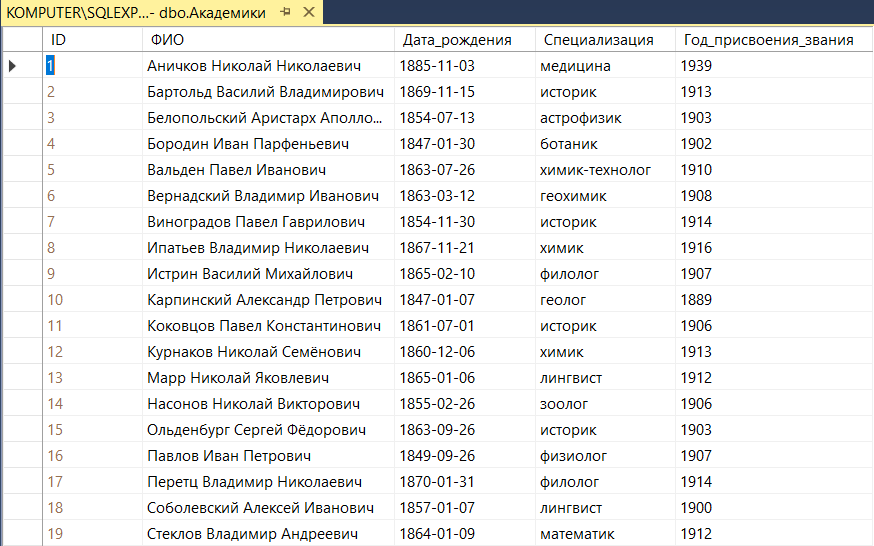 KOMPUTER\SQLEXP...- dbo.Академики
ID ФИО Дата_рождения Специализация Год_присвоения_звания
1 Аничков Николай Николаевич 1885-11-03 медицина 1939
2 Бартольд Василий Владимирович 1869-11-15 историк 1913
3 Белопольский Аристарх Аполло... 1854-07-13 астрофизик 1903
4 Бородин Иван Парфеньевич 1847-01-30 ботаник 1902
5 Вальден Павел Иванович 1863-07-26 химик-технолог 1910
6 Вернадский Владимир Иванович 1863-03-12 геохимик 1908
7 Виноградов Павел Гаврилович 1854-11-30 историк 1914
8 Ипатьев Владимир Николаевич 1867-11-21 химик 1916
9 Истрин Василий Михайлович 1865-02-10 филолог 1907
10 Карпинский Александр Петрович 1847-01-07 геолог 1889
11 Коковцов Павел Константинович 1861-07-01 историк 1906
12 Курнаков Николай Семёнович 1860-12-06 химик 1913
13 Марр Николай Яковлевич 1865-01-06 лингвист 1912
14 Насонов Николай Викторович 1855-02-26 зоолог 1906
15 Ольденбург Сергей Фёдорович 1863-09-26 историк 1903
16 Павлов Иван Петрович 1849-09-26 физиолог 1907
17 Перетц Владимир Николаевич 1870-01-31 филолог 1914
18 Соболевский Алексей Иванович 1857-01-07 лингвист 1900
19 Стеклов Владимир Андреевич 1864-01-09 математик 1912